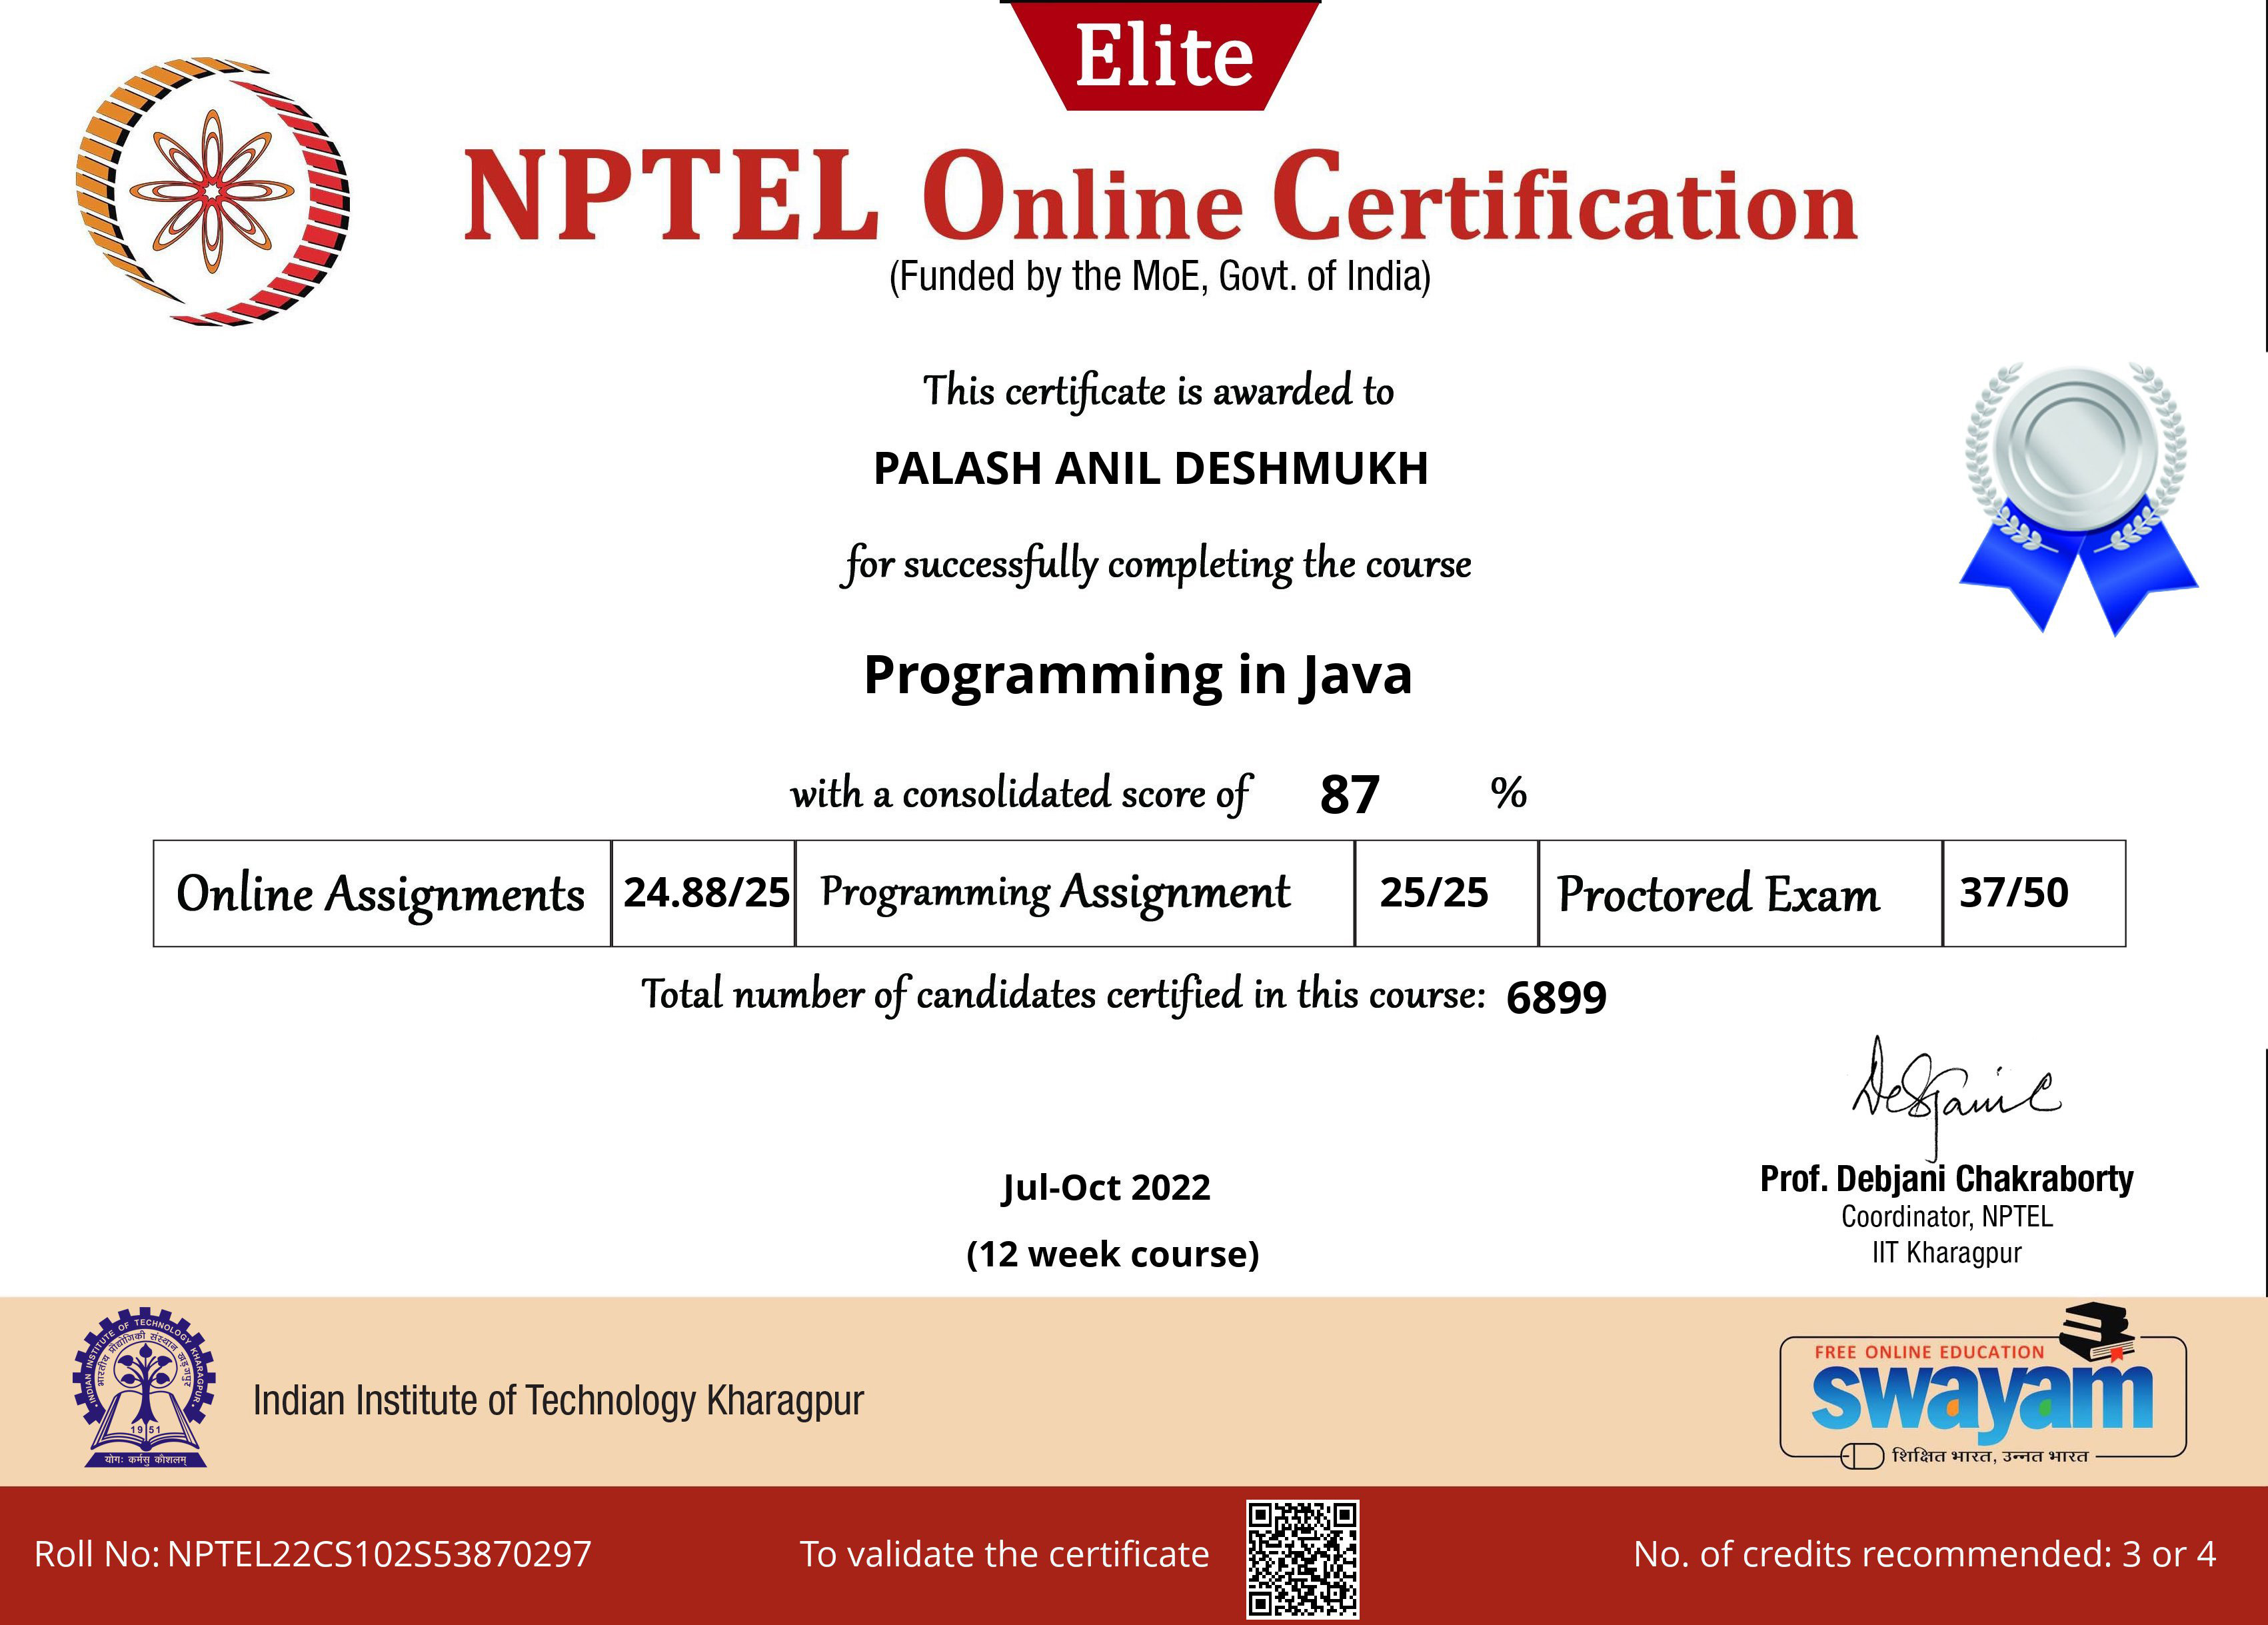 Elite
NPTEL Online Certification
(Funded by the MoE, Govt. of India)
This certificate is awarded to
PALASH ANIL DESHMUKH
for successfully completing the course
Programming in Java
with a consolidated score of 87 %
Online Assignments 24.88/25 Programming Assignment 25/25 Proctored Exam 37/50
Total number of candidates certified in this course: 6899
Jul-Oct 2022
(12 week course)
Prof. Debjani Chakraborty
Coordinator, NPTEL
IIT Kharagpur
INDIAN INSTITUTE OF TECHNOLOGY KHARAGPUR
भारतीय प्रौद्योगिकी संस्थान खड़गपुर
1951
योगः कर्मसु कौशलम्
Indian Institute of Technology Kharagpur
FREE ONLINE EDUCATION
swayam
शिक्षित भारत, उन्नत भारत
Roll No: NPTEL22CS102S53870297
To validate the certificate
No. of credits recommended: 3 or 4